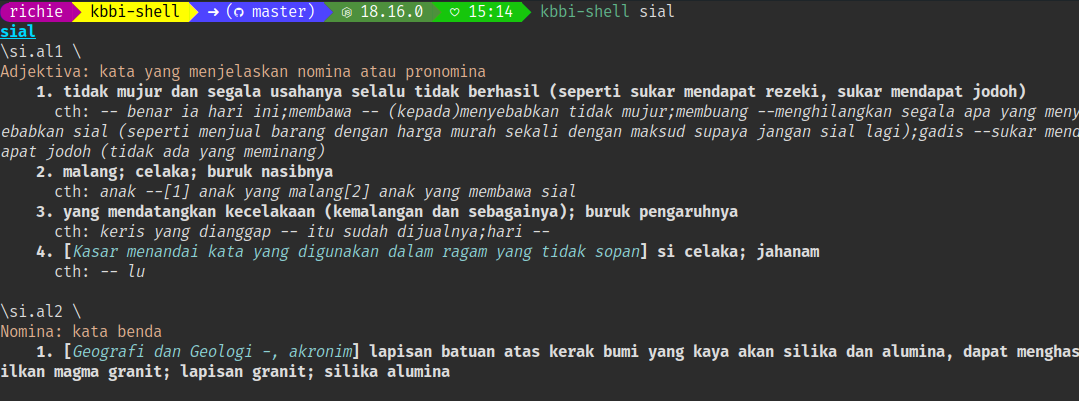 richie kbbi-shell → ( master) 18.16.0 ♡ 15:14 kbbi-shell sial
sial
\si.al1 \
Adjektiva: kata yang menjelaskan nomina atau pronomina
1. tidak mujur dan segala usahanya selalu tidak berhasil (seperti sukar mendapat rezeki, sukar mendapat jodoh)
cth: -- benar ia hari ini;membawa -- (kepada)menyebabkan tidak mujur;membuang --menghilangkan segala apa yang meny
ebabkan sial (seperti menjual barang dengan harga murah sekali dengan maksud supaya jangan sial lagi);gadis --sukar mend
apat jodoh (tidak ada yang meminang)
2. malang; celaka; buruk nasibnya
cth: anak --[1] anak yang malang[2] anak yang membawa sial
3. yang mendatangkan kecelakaan (kemalangan dan sebagainya); buruk pengaruhnya
cth: keris yang dianggap -- itu sudah dijualnya;hari --
4. [Kasar menandai kata yang digunakan dalam ragam yang tidak sopan] si celaka; jahanam
cth: -- lu
\si.al2 \
Nomina: kata benda
1. [Geografi dan Geologi -, akronim] lapisan batuan atas kerak bumi yang kaya akan silika dan alumina, dapat menghas
ilkan magma granit; lapisan granit; silika alumina